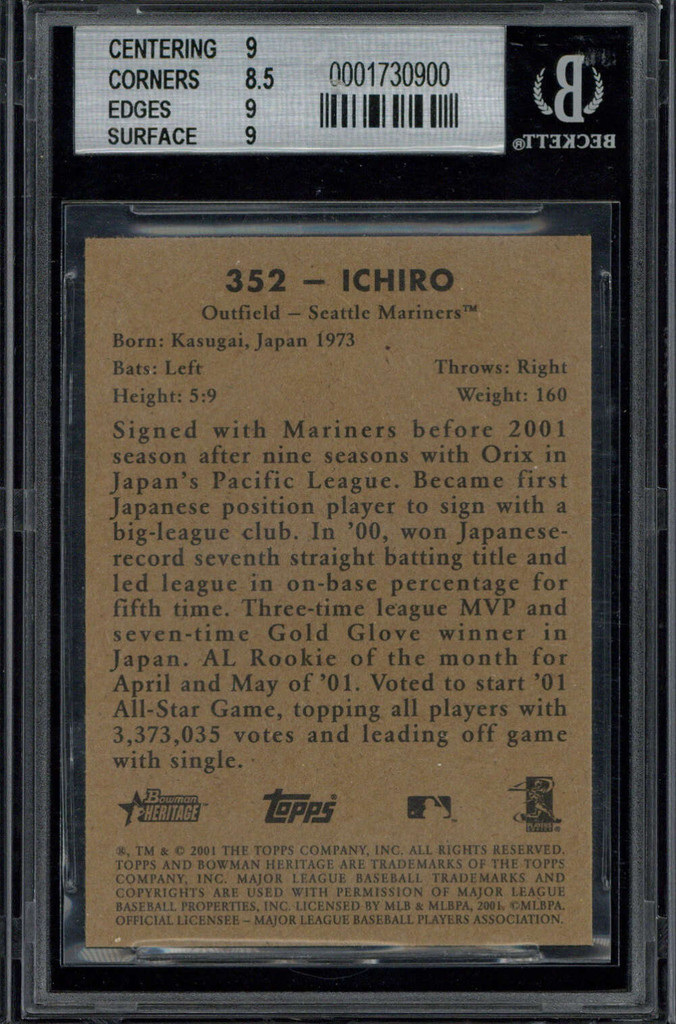 CENTERING 9
CORNERS 8.5
EDGES 9
SURFACE 9
0001730900
BECKETT®
352 – ICHIRO
Outfield – Seattle Mariners™
Born: Kasugai, Japan 1973
Bats: Left Throws: Right
Height: 5:9 Weight: 160
Signed with Mariners before 2001
season after nine seasons with Orix in
Japan's Pacific League. Became first
Japanese position player to sign with a
big-league club. In '00, won Japanese-
record seventh straight batting title and
led league in on-base percentage for
fifth time. Three-time league MVP and
seven-time Gold Glove winner in
Japan. AL Rookie of the month for
April and May of '01. Voted to start '01
All-Star Game, topping all players with
3,373,035 votes and leading off game
with single.
Bowman
HERITAGE
topps
®, TM & © 2001 THE TOPPS COMPANY, INC. ALL RIGHTS RESERVED.
TOPPS AND BOWMAN HERITAGE ARE TRADEMARKS OF THE TOPPS
COMPANY, INC. MAJOR LEAGUE BASEBALL TRADEMARKS AND
COPYRIGHTS ARE USED WITH PERMISSION OF MAJOR LEAGUE
BASEBALL PROPERTIES, INC. LICENSED BY MLB & MLBPA, 2001. ©MLBPA.
OFFICIAL LICENSEE – MAJOR LEAGUE BASEBALL PLAYERS ASSOCIATION.